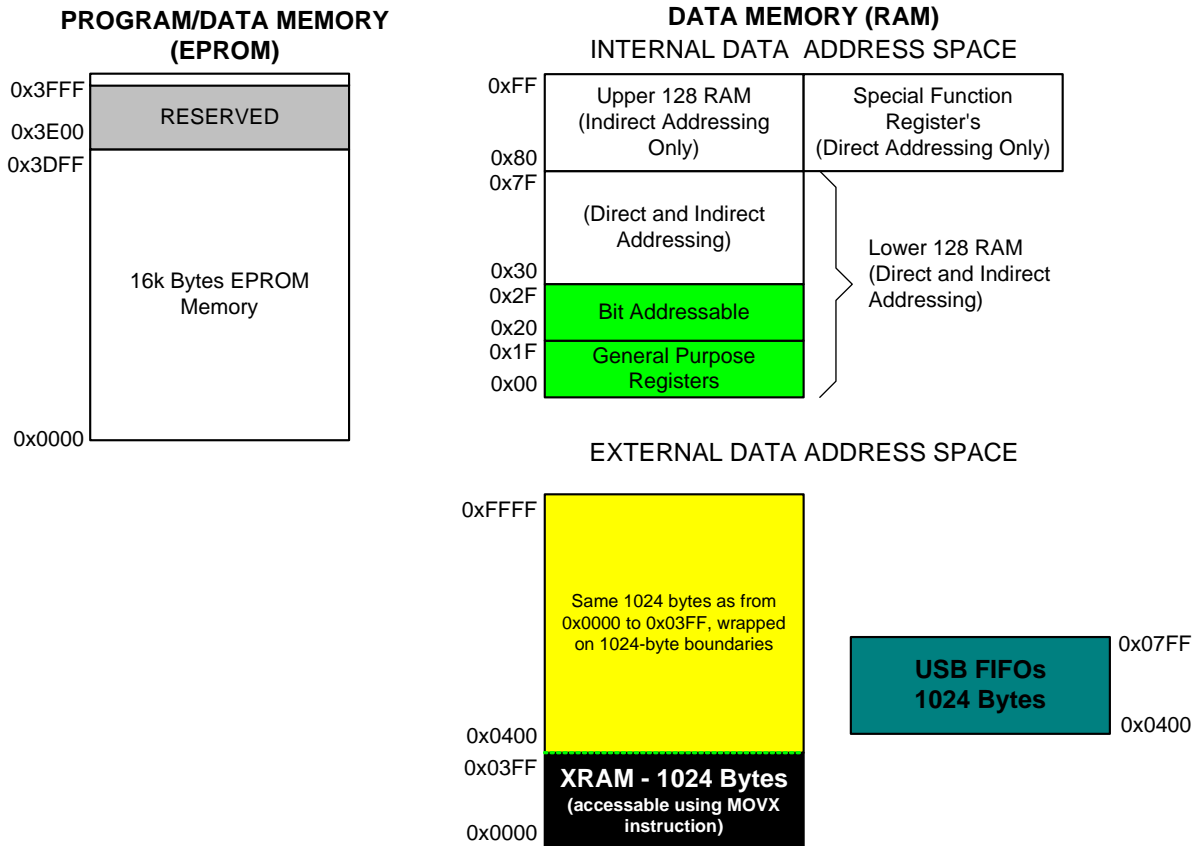 PROGRAM/DATA MEMORY
(EPROM)
0x3FFF
RESERVED
0x3E00
0x3DFF
16k Bytes EPROM
Memory
0x0000
DATA MEMORY (RAM)
INTERNAL DATA ADDRESS SPACE
0xFF
Upper 128 RAM
(Indirect Addressing
Only)
0x80
Special Function
Register's
(Direct Addressing Only)
0x7F
(Direct and Indirect
Addressing)
0x30
Lower 128 RAM
(Direct and Indirect
Addressing)
0x2F
Bit Addressable
0x20
0x1F
General Purpose
Registers
0x00
EXTERNAL DATA ADDRESS SPACE
0xFFFF
Same 1024 bytes as from
0x0000 to 0x03FF, wrapped
on 1024-byte boundaries
0x0400
0x03FF
XRAM - 1024 Bytes
(accessable using MOVX
instruction)
0x0000
0x07FF
USB FIFOs
1024 Bytes
0x0400